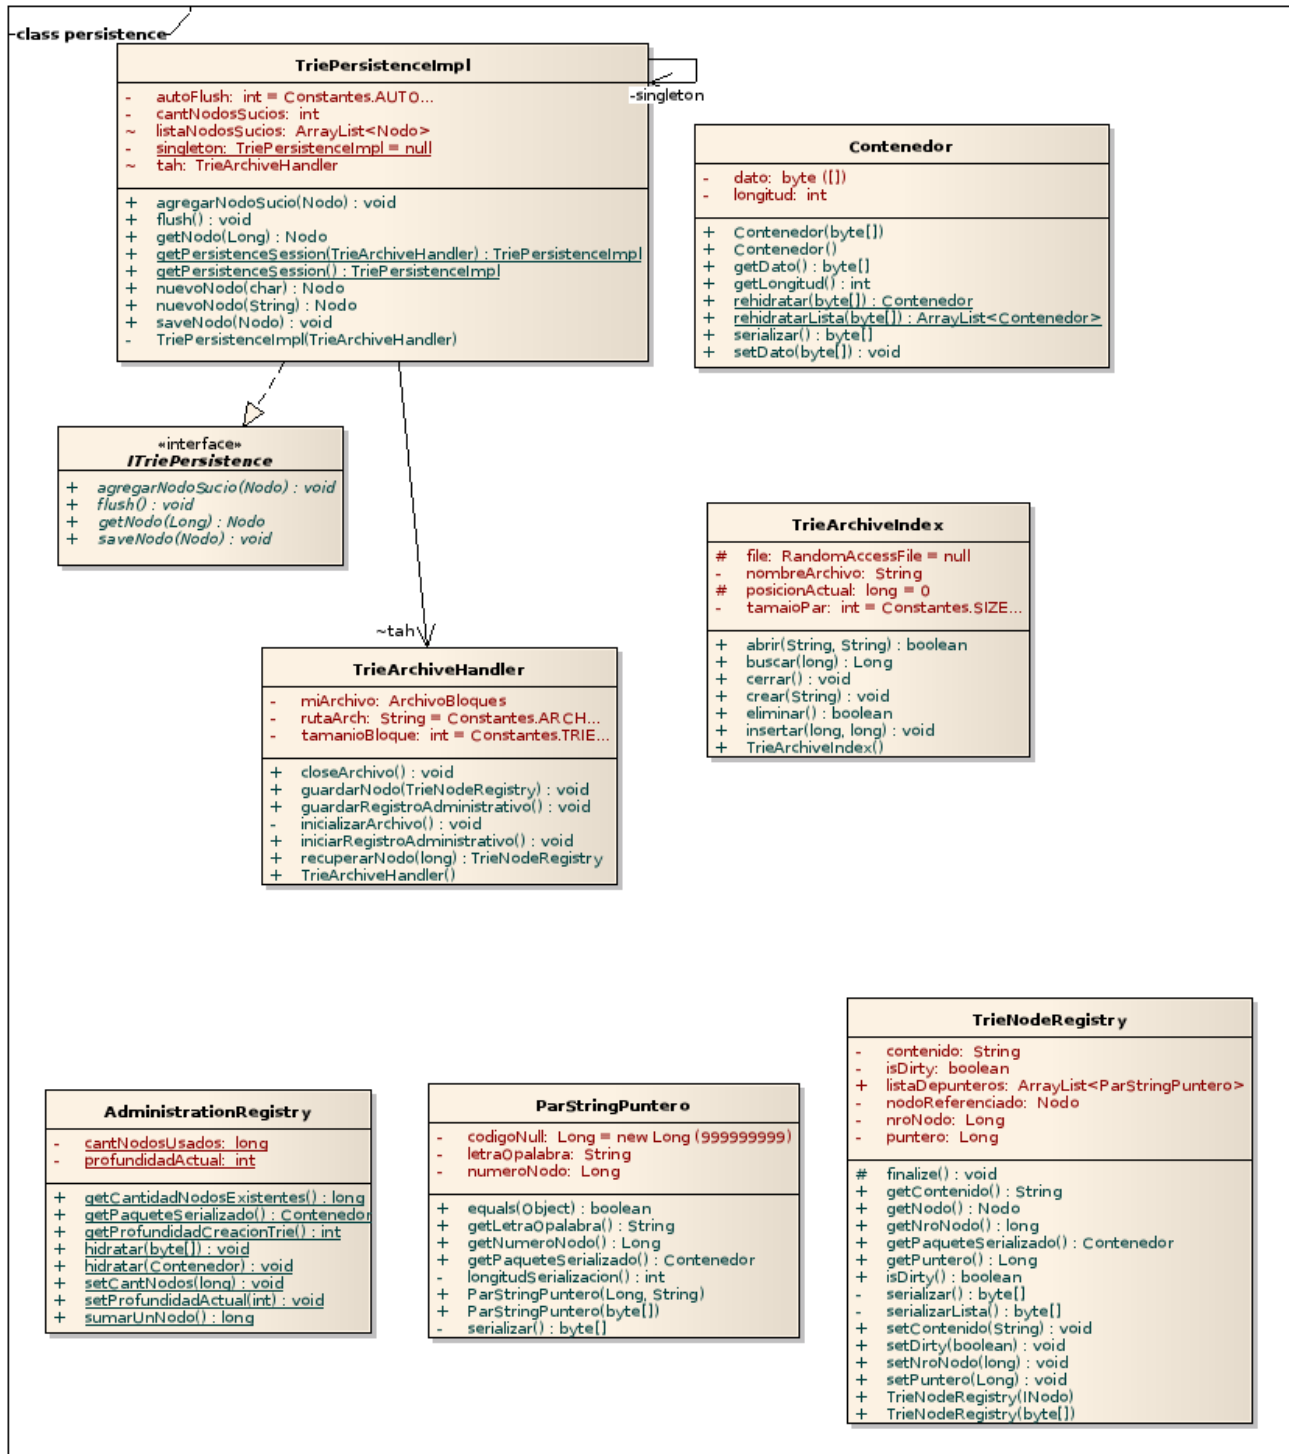 class persistence
TriePersistenceImpl
- autoFlush: int = Constantes.AUTO...
- cantNodosSucios: int
~ listaNodosSucios: ArrayList<Nodo>
- singleton: TriePersistenceImpl = null
~ tah: TrieArchiveHandler
+ agregarNodoSucio(Nodo) : void
+ flush() : void
+ getNodo(Long) : Nodo
+ getPersistenceSession(TrieArchiveHandler) : TriePersistenceImpl
+ getPersistenceSession() : TriePersistenceImpl
+ nuevoNodo(char) : Nodo
+ nuevoNodo(String) : Nodo
+ saveNodo(Nodo) : void
- TriePersistenceImpl(TrieArchiveHandler)
-singleton
Contenedor
- dato: byte ([])
- longitud: int
+ Contenedor(byte[])
+ Contenedor()
+ getDato() : byte[]
+ getLongitud() : int
+ rehidratar(byte[]) : Contenedor
+ rehidratarLista(byte[]) : ArrayList<Contenedor>
+ serializar() : byte[]
+ setDato(byte[]) : void
«interface»
ITriePersistence
+ agregarNodoSucio(Nodo) : void
+ flush() : void
+ getNodo(Long) : Nodo
+ saveNodo(Nodo) : void
TrieArchiveIndex
# file: RandomAccessFile = null
- nombreArchivo: String
# posicionActual: long = 0
- tamaioPar: int = Constantes.SIZE...
+ abrir(String, String) : boolean
+ buscar(long) : Long
+ cerrar() : void
+ crear(String) : void
+ eliminar() : boolean
+ insertar(long, long) : void
+ TrieArchiveIndex()
~tah
TrieArchiveHandler
- miArchivo: ArchivoBloques
- rutaArch: String = Constantes.ARCH...
- tamanioBloque: int = Constantes.TRIE...
+ closeArchivo() : void
+ guardarNodo(TrieNodeRegistry) : void
+ guardarRegistroAdministrativo() : void
- inicializarArchivo() : void
+ iniciarRegistroAdministrativo() : void
+ recuperarNodo(long) : TrieNodeRegistry
+ TrieArchiveHandler()
AdministrationRegistry
- cantNodosUsados: long
- profundidadActual: int
+ getCantidadNodosExistentes() : long
+ getPaqueteSerializado() : Contenedor
+ getProfundidadCreacionTrie() : int
+ hidratar(byte[]) : void
+ hidratar(Contenedor) : void
+ setCantNodos(long) : void
+ setProfundidadActual(int) : void
+ sumarUnNodo() : long
ParStringPuntero
- codigoNull: Long = new Long (999999999)
- letraOpalabra: String
- numeroNodo: Long
+ equals(Object) : boolean
+ getLetraOpalabra() : String
+ getNumeroNodo() : Long
+ getPaqueteSerializado() : Contenedor
- longitudSerializacion() : int
+ ParStringPuntero(Long, String)
+ ParStringPuntero(byte[])
- serializar() : byte[]
TrieNodeRegistry
- contenido: String
- isDirty: boolean
+ listaDepunteros: ArrayList<ParStringPuntero>
- nodoReferenciado: Nodo
- nroNodo: Long
- puntero: Long
# finalize() : void
+ getContenido() : String
+ getNodo() : Nodo
+ getNroNodo() : long
+ getPaqueteSerializado() : Contenedor
+ getPuntero() : Long
+ isDirty() : boolean
- serializar() : byte[]
- serializarLista() : byte[]
+ setContenido(String) : void
+ setDirty(boolean) : void
+ setNroNodo(long) : void
+ setPuntero(Long) : void
+ TrieNodeRegistry(INodo)
+ TrieNodeRegistry(byte[])